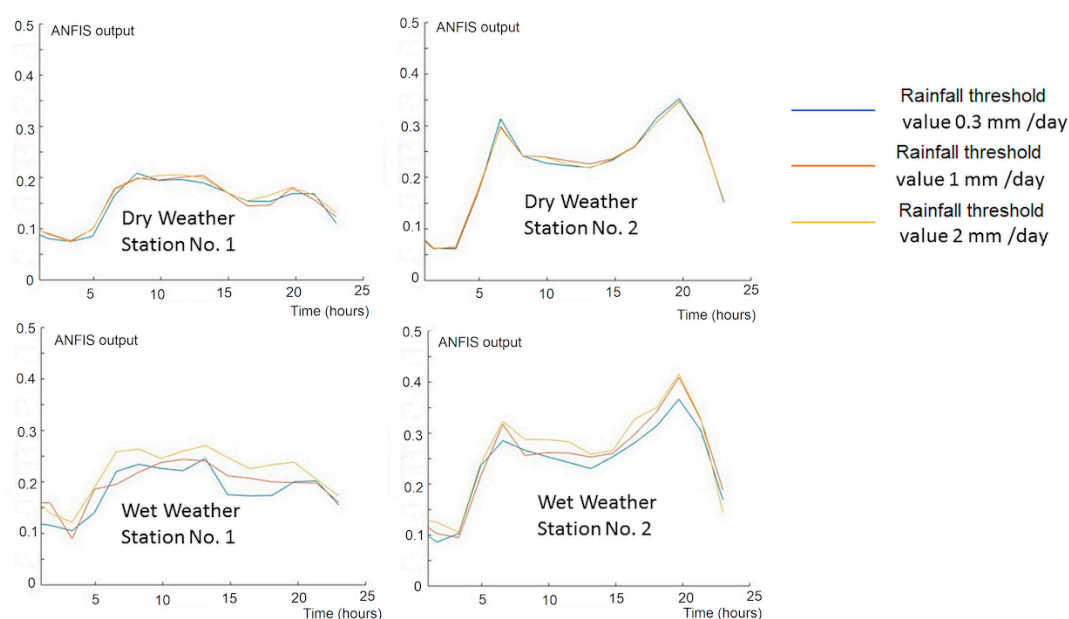 ANFIS output
0.5
0.4
0.3
0.2
0.1
0
5
10
15
20
25
Time (hours)
Dry Weather
Station No. 1
ANFIS output
0.5
0.4
0.3
0.2
0.1
0
5
10
15
20
25
Time (hours)
Dry Weather
Station No. 2
Rainfall threshold
value 0.3 mm /day
Rainfall threshold
value 1 mm /day
Rainfall threshold
value 2 mm /day
ANFIS output
0.5
0.4
0.3
0.2
0.1
0
5
10
15
20
25
Time (hours)
Wet Weather
Station No. 1
ANFIS output
0.5
0.4
0.3
0.2
0.1
0
5
10
15
20
25
Time (hours)
Wet Weather
Station No. 2